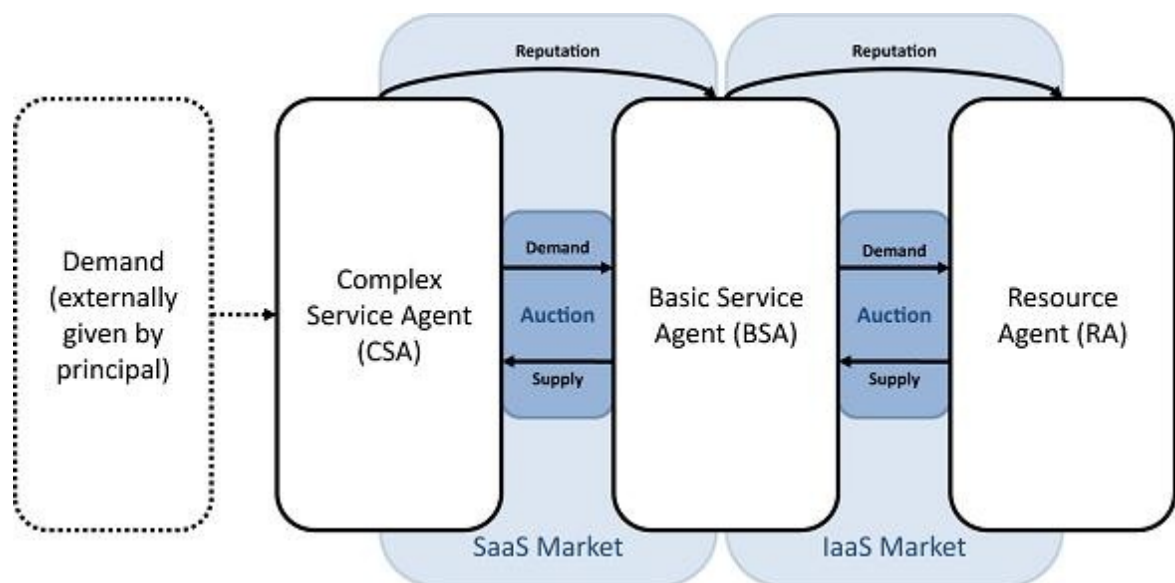 Reputation
Reputation
Demand
(externally
given by
principal)
Complex
Service Agent
(CSA)
Demand
Auction
Supply
Basic Service
Agent (BSA)
Demand
Auction
Supply
Resource
Agent (RA)
SaaS Market
IaaS Market